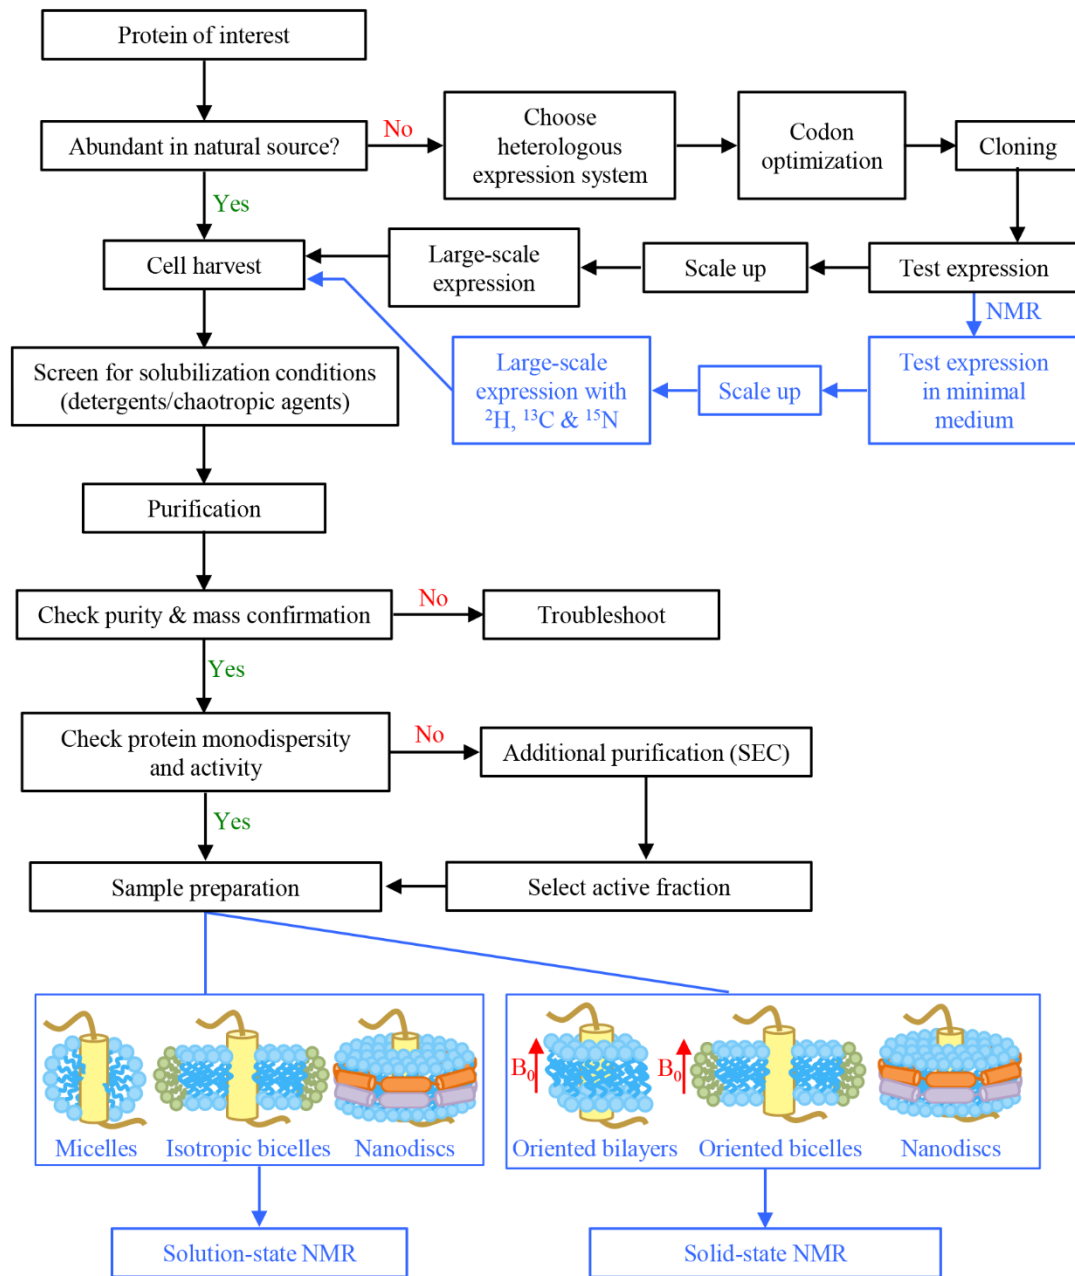 Protein of interest
Abundant in natural source?
No
Choose
heterologous
expression system
Codon
optimization
Cloning
Yes
Cell harvest
Large-scale
expression
Scale up
Test expression
NMR
Screen for solubilization conditions
(detergents/chaotropic agents)
Large-scale
expression with
²H, ¹³C & ¹⁵N
Scale up
Test expression
in minimal
medium
Purification
Check purity & mass confirmation
No
Troubleshoot
Yes
Check protein monodispersity
and activity
No
Additional purification (SEC)
Yes
Sample preparation
Select active fraction
B₀
B₀
Micelles
Isotropic bicelles
Nanodiscs
Oriented bilayers
Oriented bicelles
Nanodiscs
Solution-state NMR
Solid-state NMR